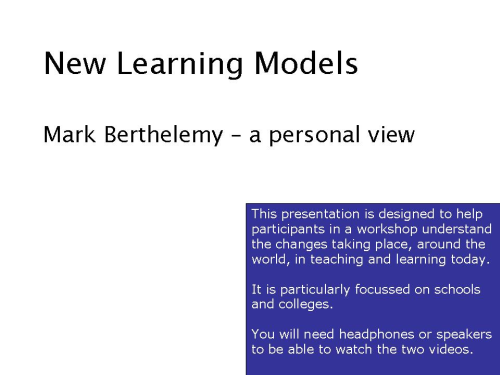 New Learning Models
Mark Berthelemy – a personal view
This presentation is designed to help
participants in a workshop understand
the changes taking place, around the
world, in teaching and learning today.
It is particularly focussed on schools
and colleges.
You will need headphones or speakers
to be able to watch the two videos.